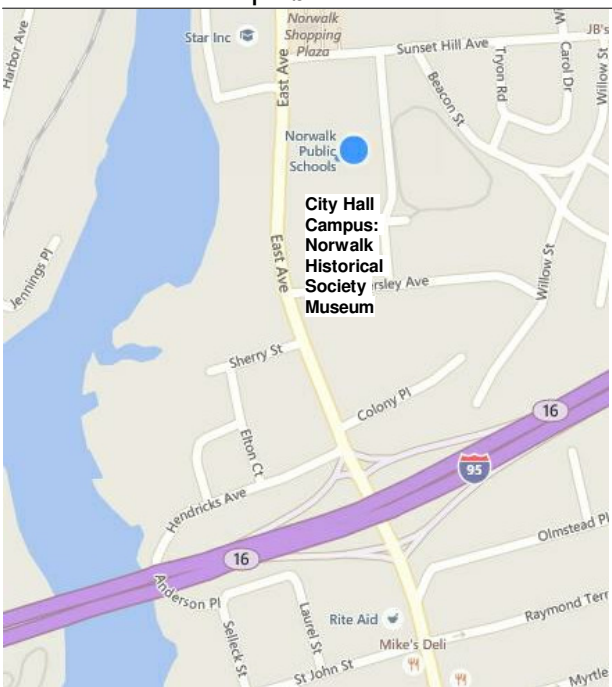 Norwalk
Shopping
Plaza
Star Inc
Harbor Ave
East Ave
Sunset Hill Ave
JB's
Tryon Rd
Carol Dr
Willow St
Beacon St
Norwalk
Public
Schools
City Hall
Campus:
Norwalk
Historical
Society
Museum
East Ave
ersley Ave
Jennings Pl
Willow St
Sherry St
Colony Pl
16
Elton Ct
95
Hendricks Ave
Olmstead Pl
16
Anderson Pl
Laurel St
Selleck St
Rite Aid
Raymond Terr
Mike's Deli
St John St
Myrtle